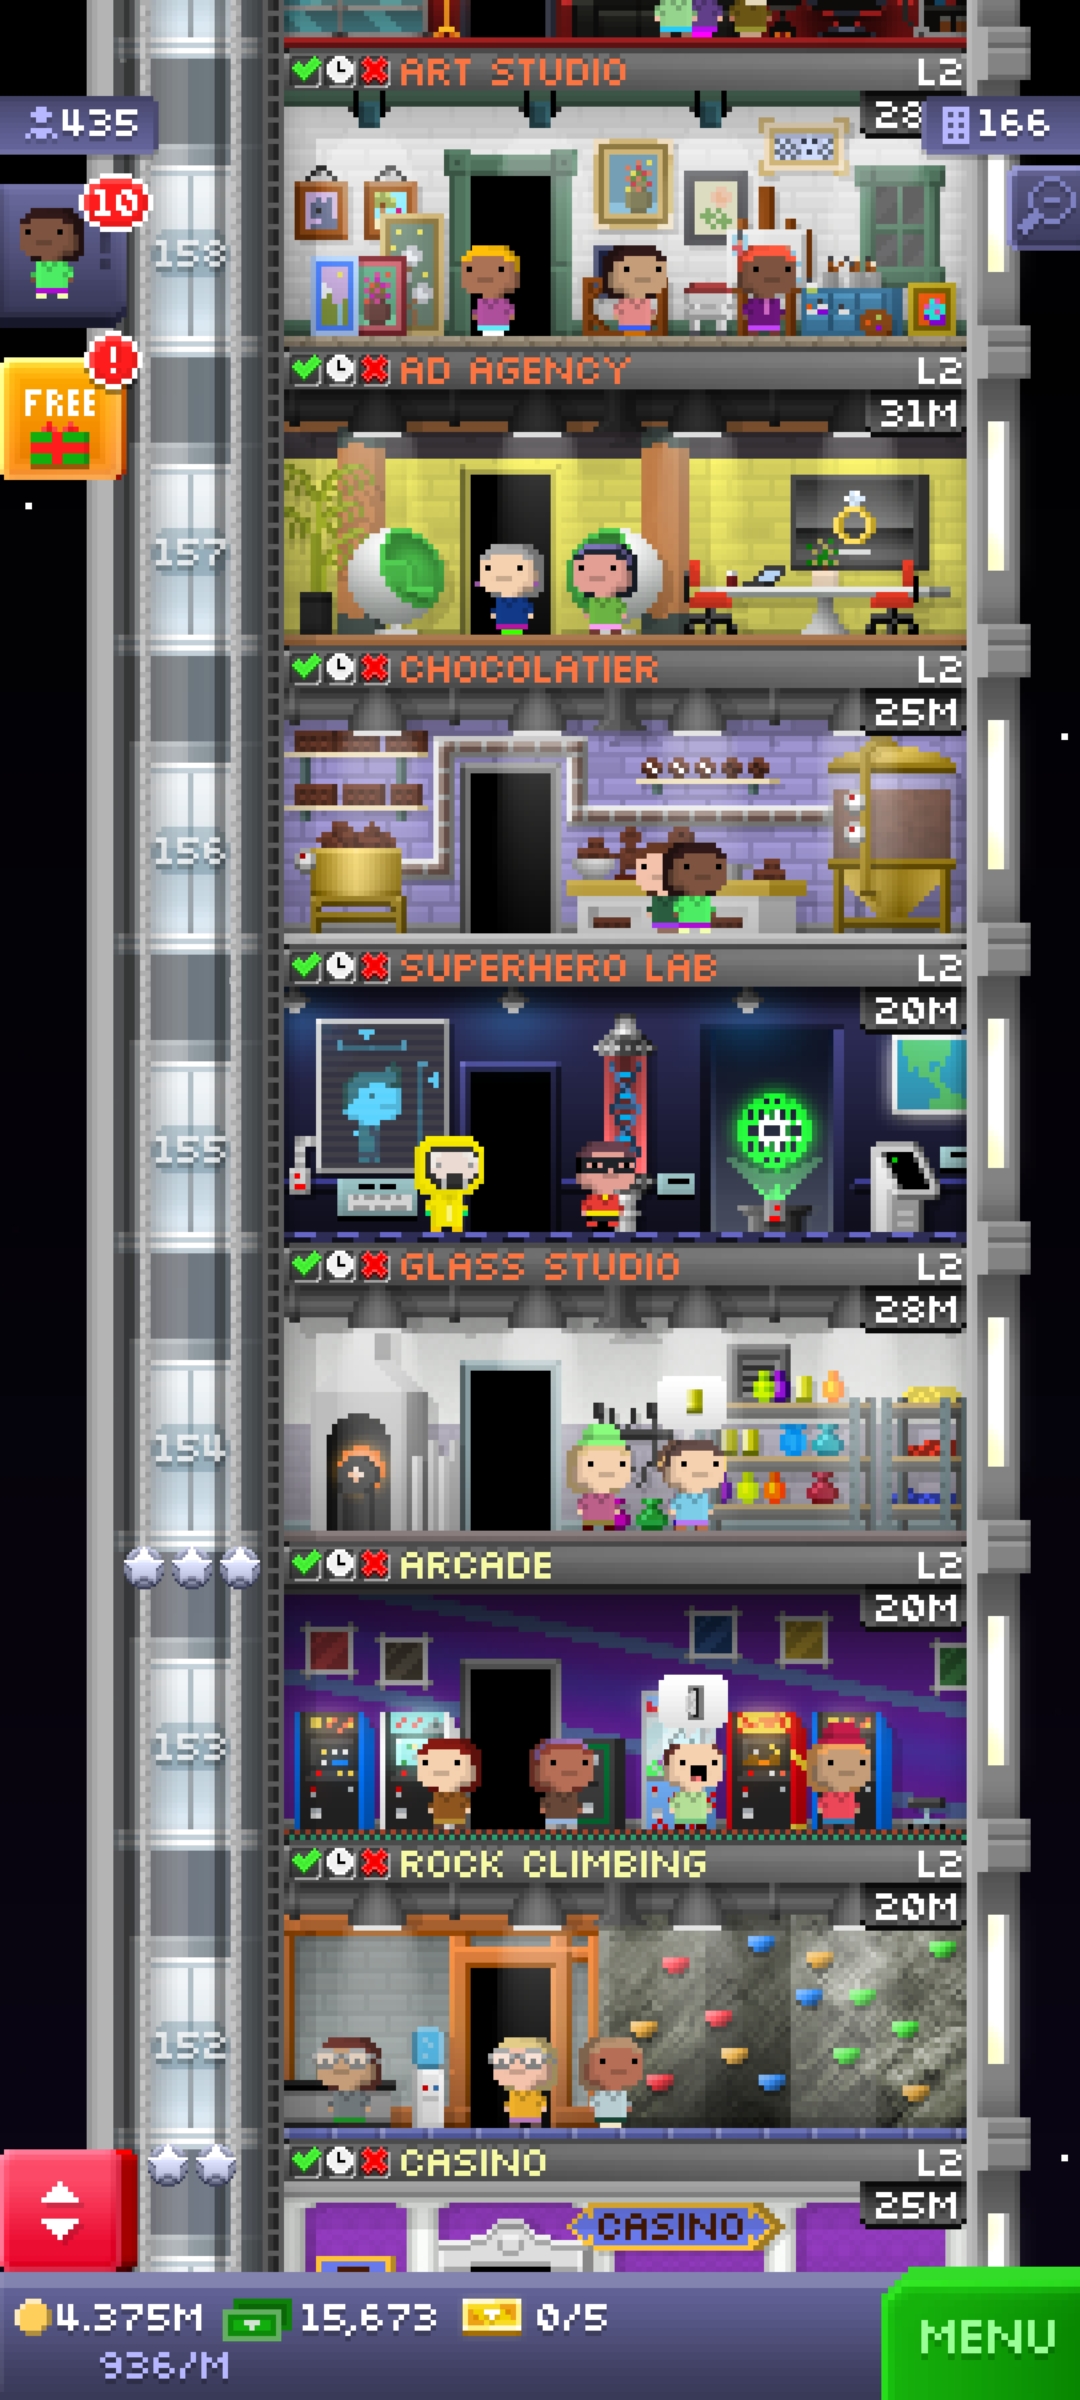 ART STUDIO L2
435
28
166
10
158
AD AGENCY L2
!
FREE
31M
157
CHOCOLATIER L2
25M
156
SUPERHERO LAB L2
20M
155
GLASS STUDIO L2
28M
154
ARCADE L2
20M
153
ROCK CLIMBING L2
20M
152
CASINO L2
25M
CASINO
4.375M 15,673 0/5
MENU
936/M